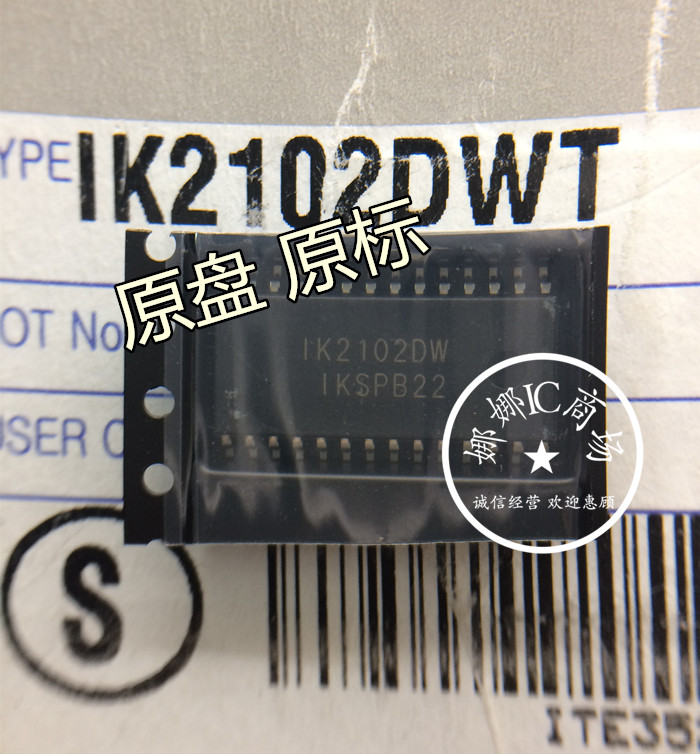 YPE IK2102DWT
原盘 原标
OT No
IK2102DW
IKSPB22
USER C
娜娜IC商场
诚信经营 欢迎惠顾
S
ITE35